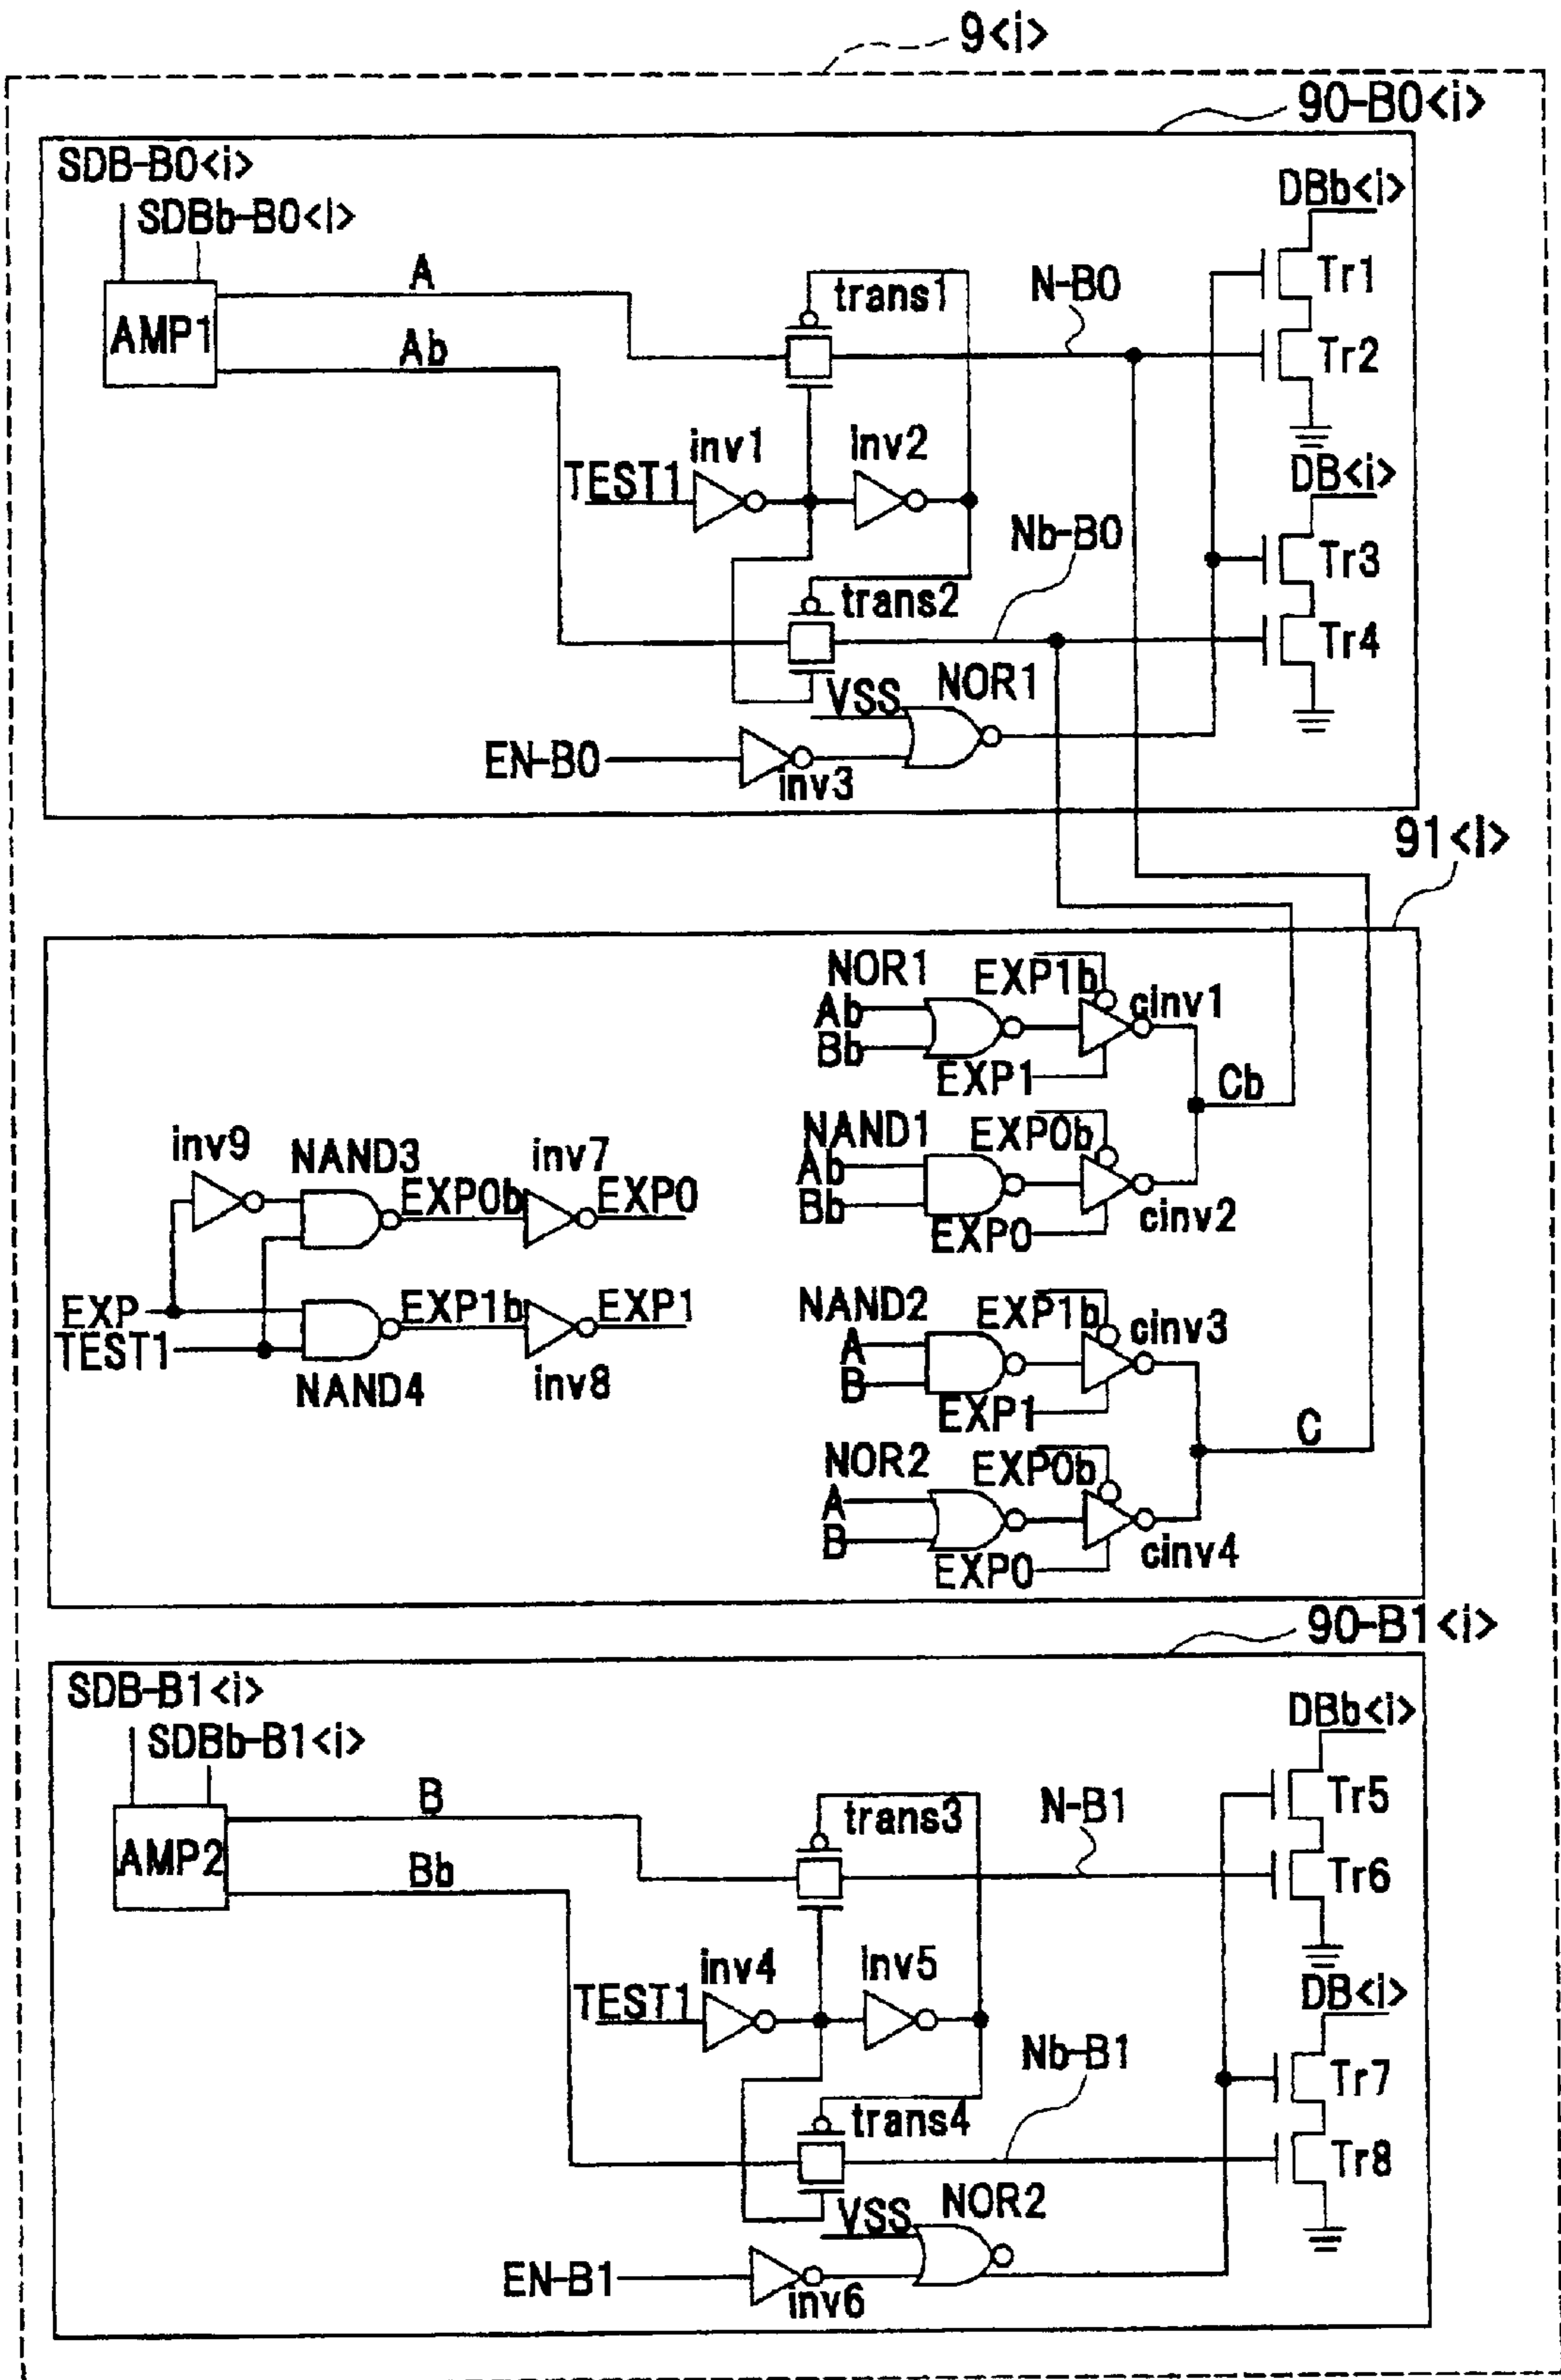 9<i>
90-B0<i>
SDB-B0<i>
SDBb-B0<i>
DBb<i>
A
trans1
N-B0
Tr1
AMP1
Ab
Tr2
inv1
inv2
TEST1
DB<i>
Nb-B0
Tr3
trans2
Tr4
VSS
NOR1
EN-B0
inv3
91<i>
NOR1
EXP1b
cinv1
Ab
Bb
EXP1
Cb
NAND1
EXP0b
Ab
Bb
EXP0
cinv2
inv9
NAND3
inv7
EXP0b
EXP0
EXP
EXP1b
EXP1
TEST1
NAND4
inv8
NAND2
EXP1b
cinv3
A
B
EXP1
C
NOR2
EXP0b
A
B
EXP0
cinv4
90-B1<i>
SDB-B1<i>
SDBb-B1<i>
DBb<i>
B
trans3
N-B1
Tr5
AMP2
Bb
Tr6
inv4
inv5
TEST1
DB<i>
Nb-B1
Tr7
trans4
Tr8
VSS
NOR2
EN-B1
inv6